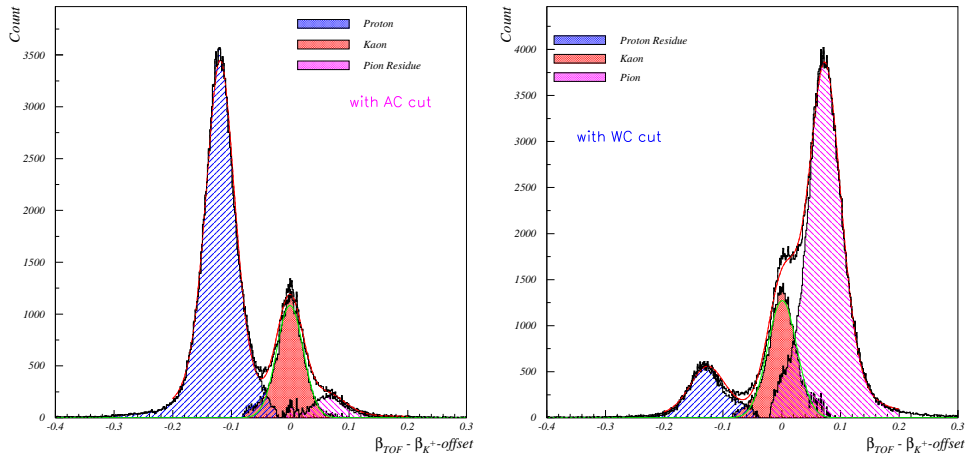 Count
Proton
Kaon
Pion Residue
with AC cut
3500
3000
2500
2000
1500
1000
500
0
-0.4 -0.3 -0.2 -0.1 0 0.1 0.2 0.3
β_TOF - β_K+-offset
Count
Proton Residue
Kaon
Pion
with WC cut
4000
3500
3000
2500
2000
1500
1000
500
0
-0.4 -0.3 -0.2 -0.1 0 0.1 0.2 0.3
β_TOF - β_K+-offset